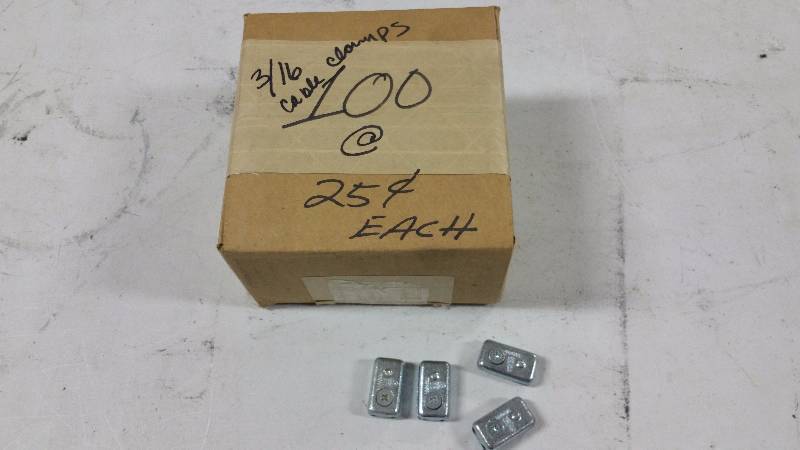 3/16
cable clamps
100
@
25¢
EACH